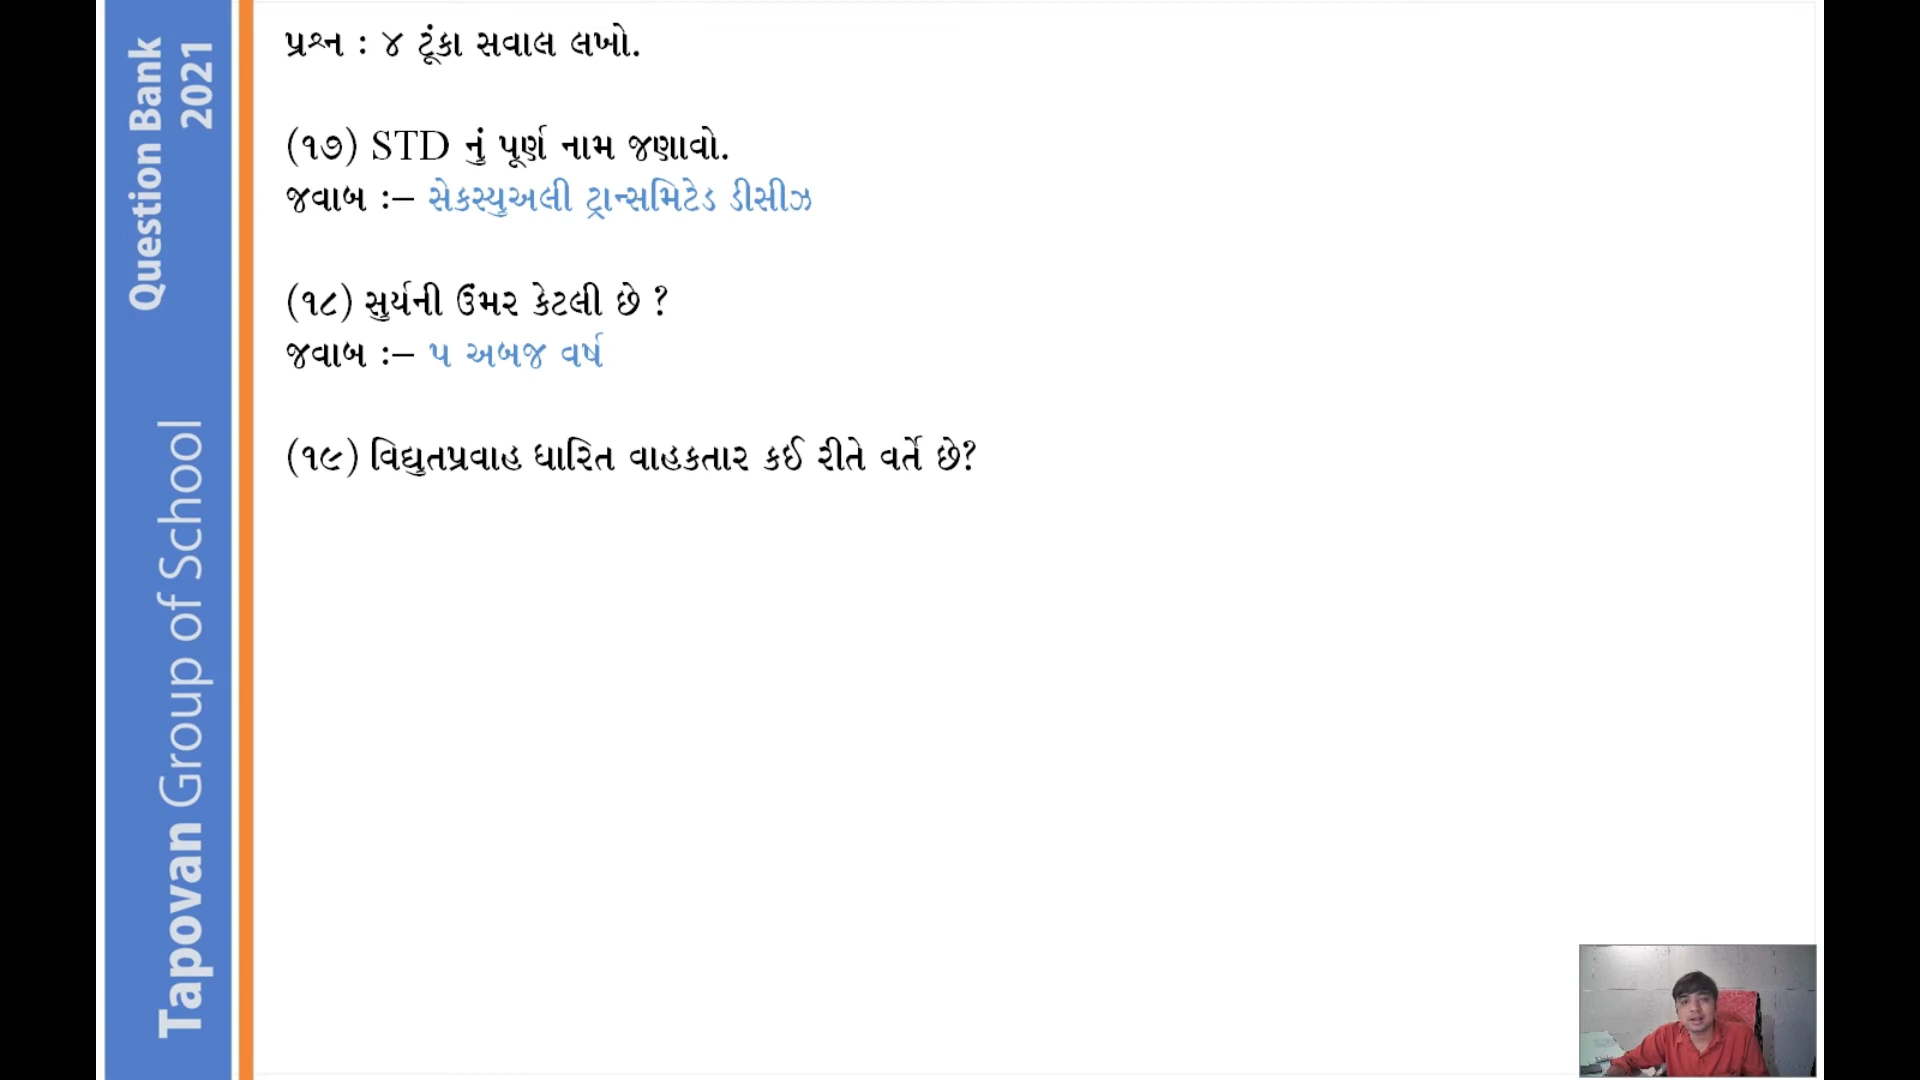 Question Bank
2021
Tapovan Group of School
પ્રશ્ન : ૪ ટૂંકા સવાલ લખો.
(૧૭) STD નું પૂર્ણ નામ જણાવો.
જવાબ :– સેકસ્યુઅલી ટ્રાન્સમિટેડ ડીસીઝ
(૧૮) સુર્યની ઉંમર કેટલી છે ?
જવાબ :– ૫ અબજ વર્ષ
(૧૯) વિદ્યુતપ્રવાહ ધારિત વાહકતાર કઈ રીતે વર્તે છે?